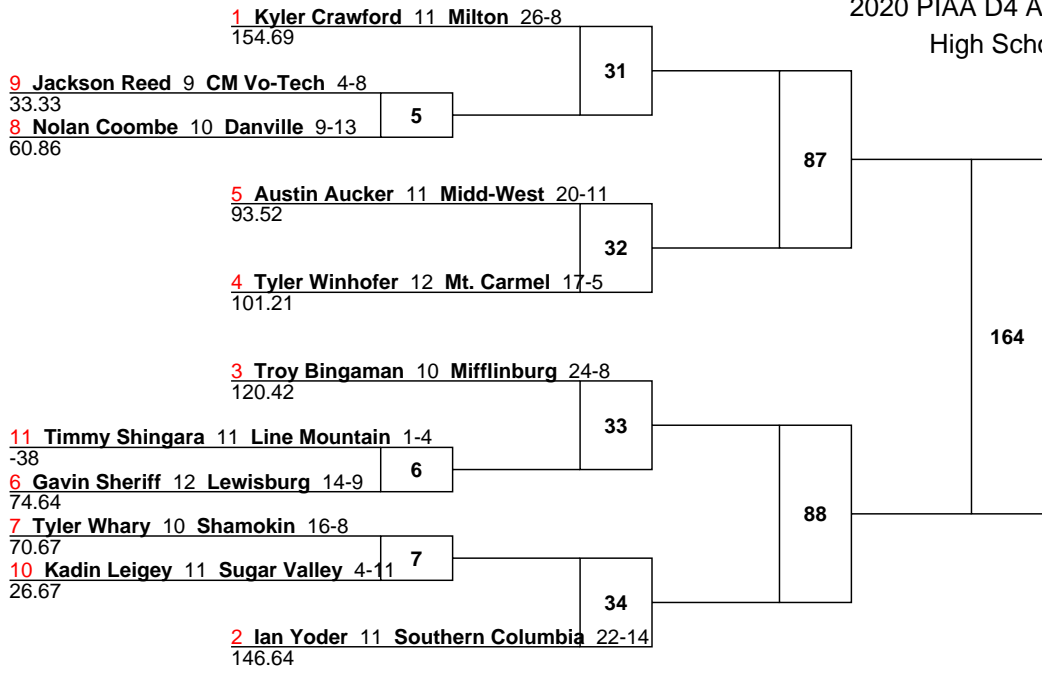 2020 PIAA D4 A
High Scho
1 Kyler Crawford 11 Milton 26-8
154.69
31
9 Jackson Reed 9 CM Vo-Tech 4-8
33.33
5
8 Nolan Coombe 10 Danville 9-13
60.86
87
5 Austin Aucker 11 Midd-West 20-11
93.52
32
4 Tyler Winhofer 12 Mt. Carmel 17-5
101.21
164
3 Troy Bingaman 10 Mifflinburg 24-8
120.42
33
11 Timmy Shingara 11 Line Mountain 1-4
-38
6
6 Gavin Sheriff 12 Lewisburg 14-9
74.64
88
7 Tyler Whary 10 Shamokin 16-8
70.67
7
10 Kadin Leigey 11 Sugar Valley 4-11
26.67
34
2 Ian Yoder 11 Southern Columbia 22-14
146.64